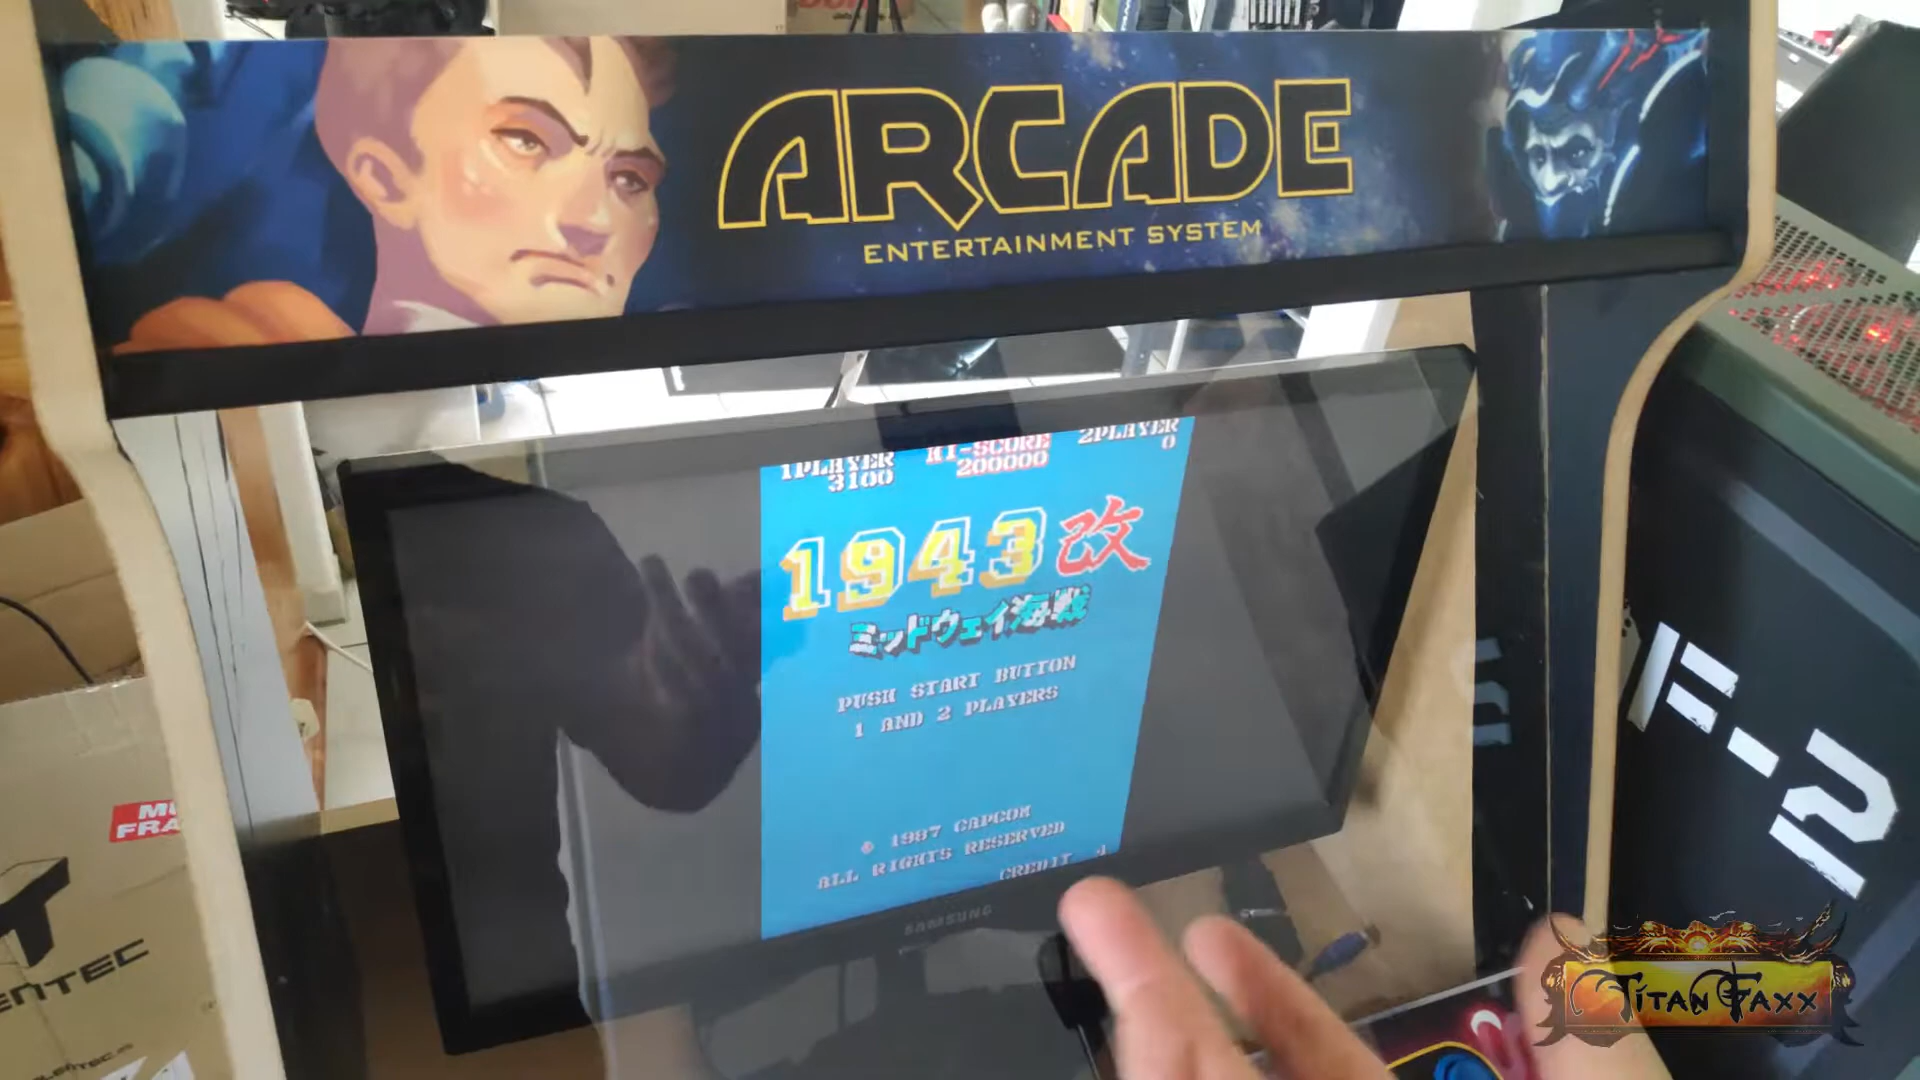 ARCADE
ENTERTAINMENT SYSTEM
1PLAYER HI-SCORE 2PLAYER
3100 200000 0
1943改
ミッドウェイ海戦
PUSH START BUTTON
1 AND 2 PLAYERS
© 1987 CAPCOM
ALL RIGHTS RESERVED
CREDIT
SAMSUNG
F-2
TITAN FAXX